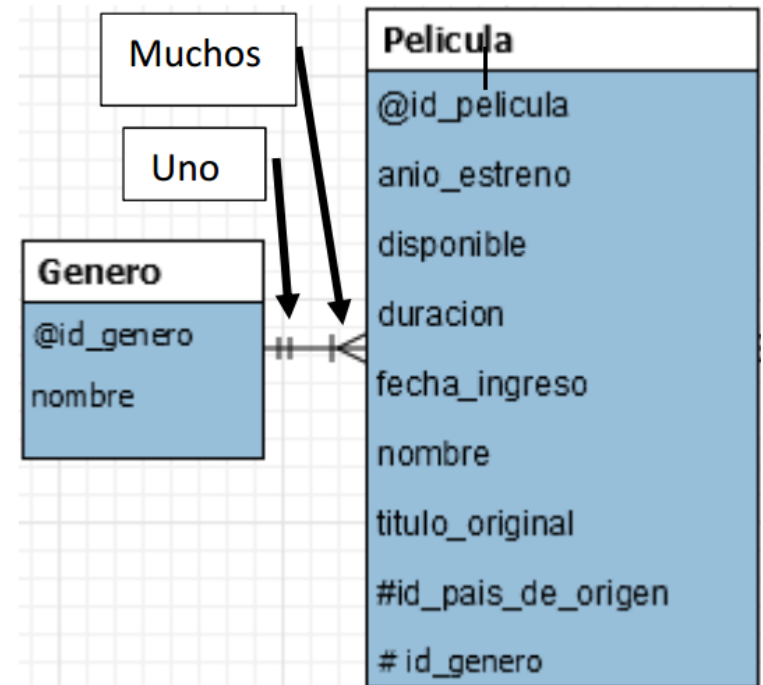 Muchos
Uno
Genero
@id_genero
nombre
Pelicula
@id_pelicula
anio_estreno
disponible
duracion
fecha_ingreso
nombre
titulo_original
#id_pais_de_origen
# id_genero